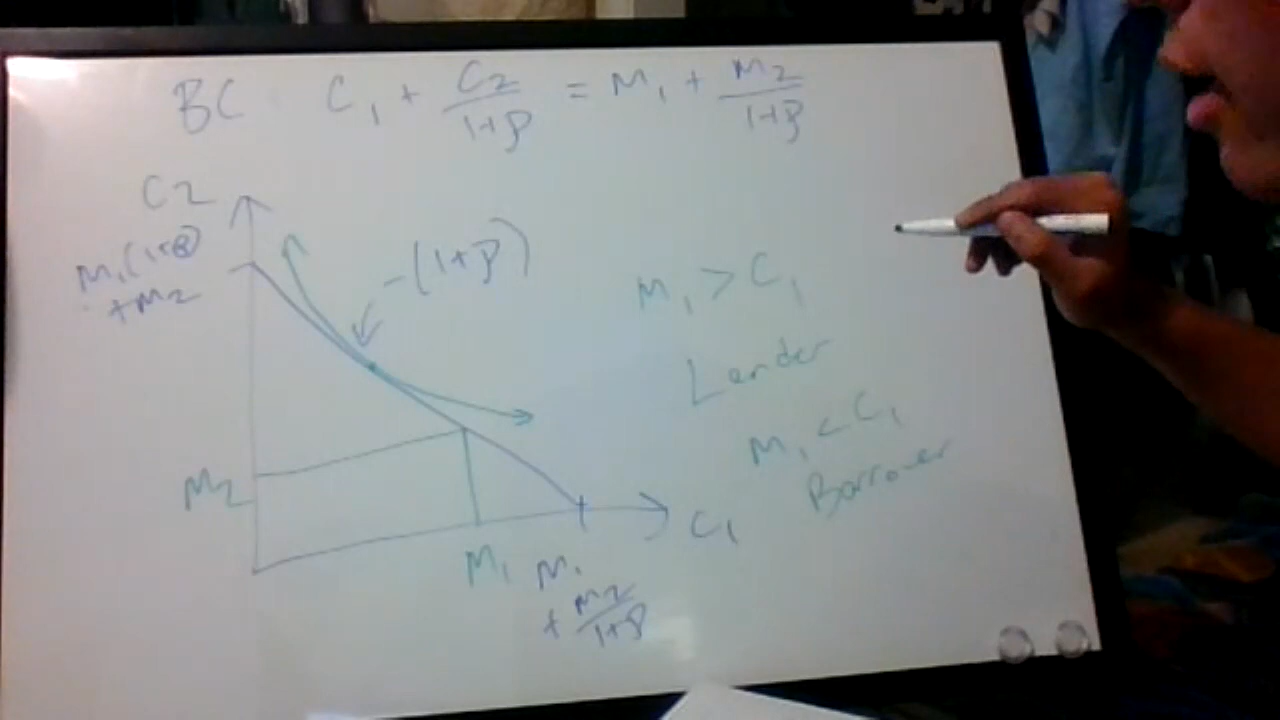 BC C₁ + C₂/(1+ρ) = M₁ + M₂/(1+ρ)
C2
M₁(1+ρ)
+M₂
-(1+ρ)
M₁ > C₁
Lender
M₁ < C₁
Borrower
M₂
C₁
M₁
M₁
+ M₂/(1+ρ)